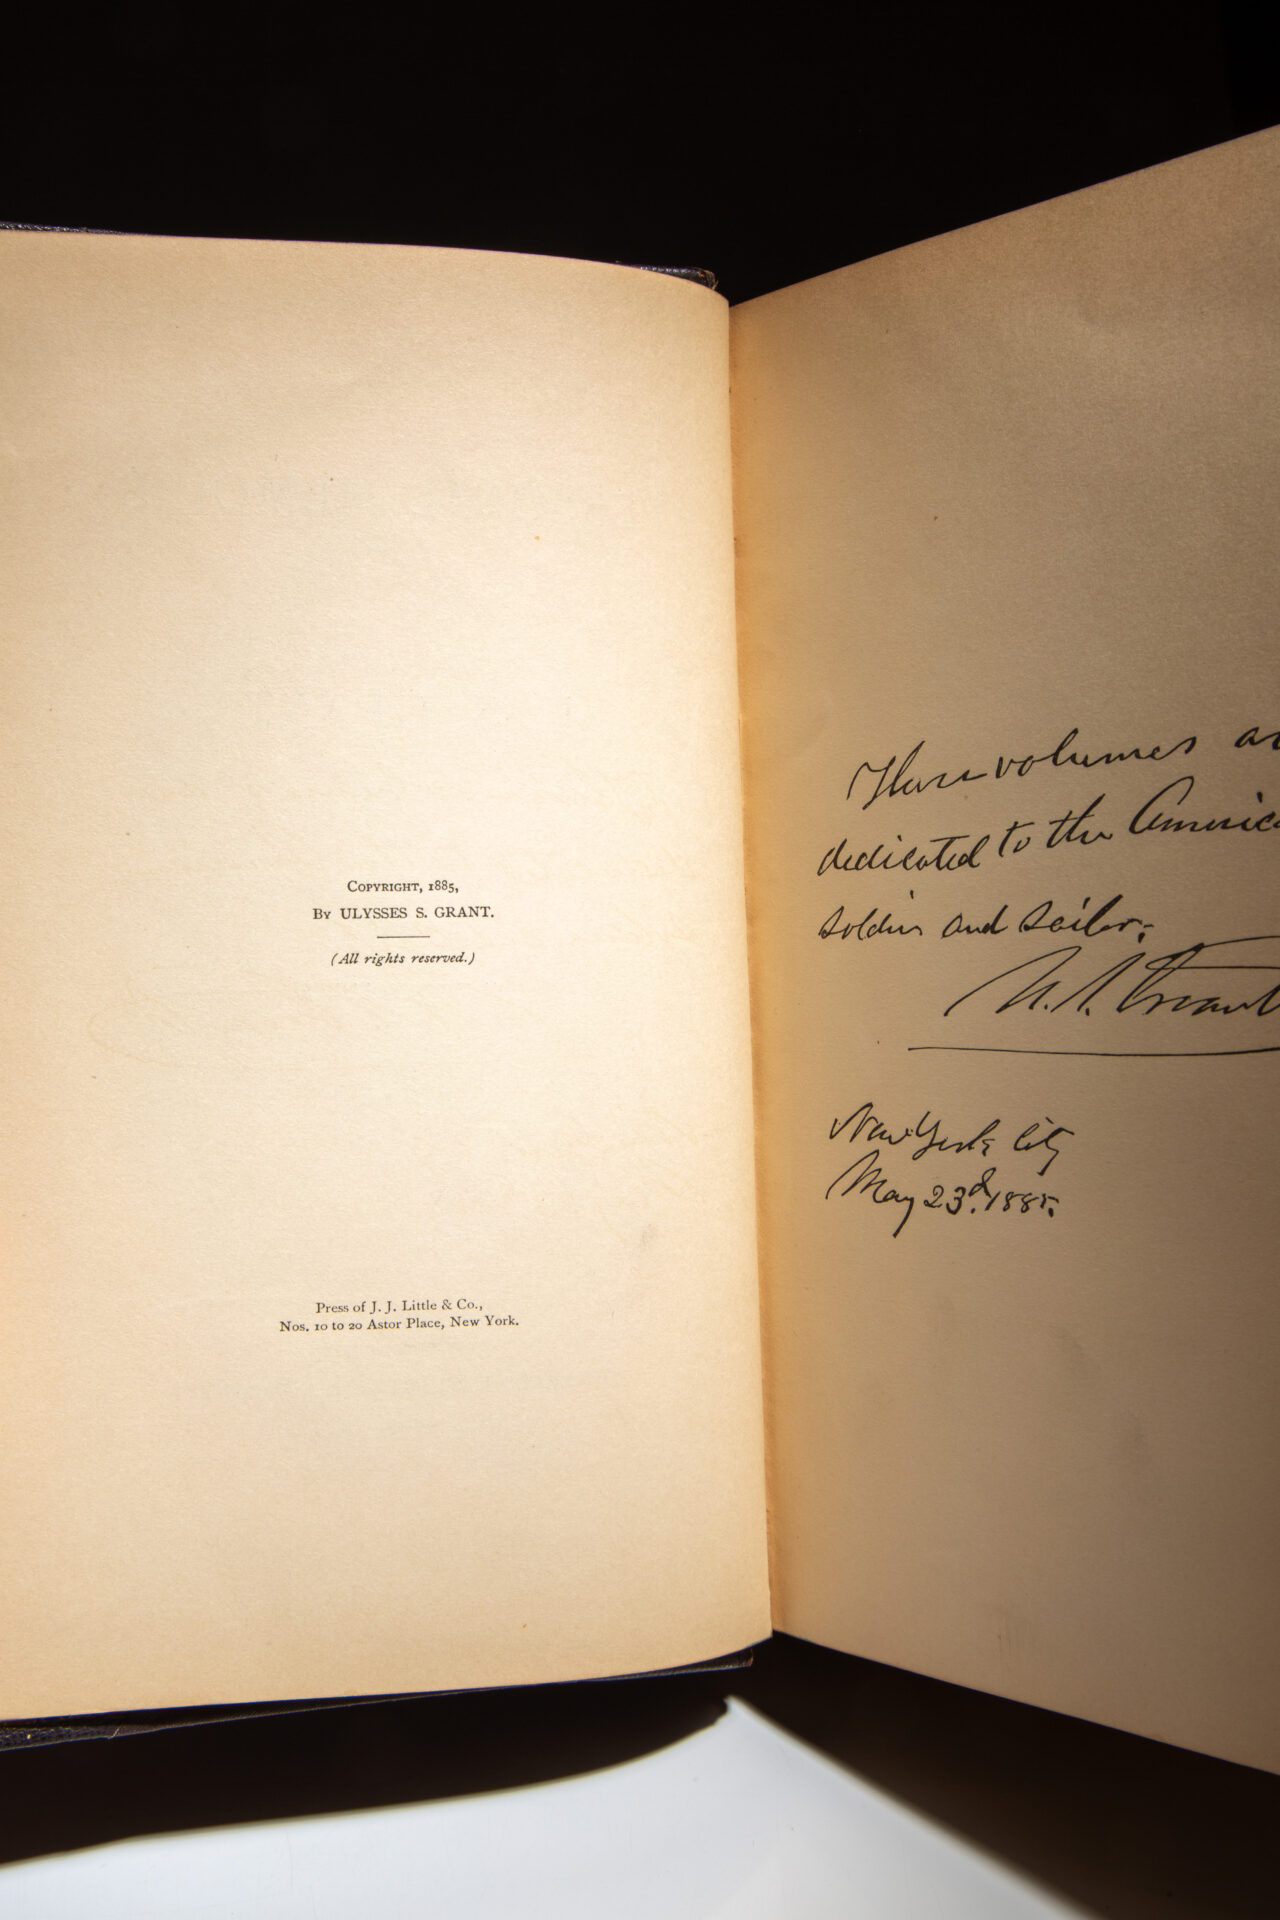 COPYRIGHT, 1885,
BY ULYSSES S. GRANT.
(All rights reserved.)
Press of J. J. Little & Co.,
Nos. 10 to 20 Astor Place, New York.
These volumes
dedicated to the
soldier and sailor.
U. S. Grant
New York City
May 23d. 1885.